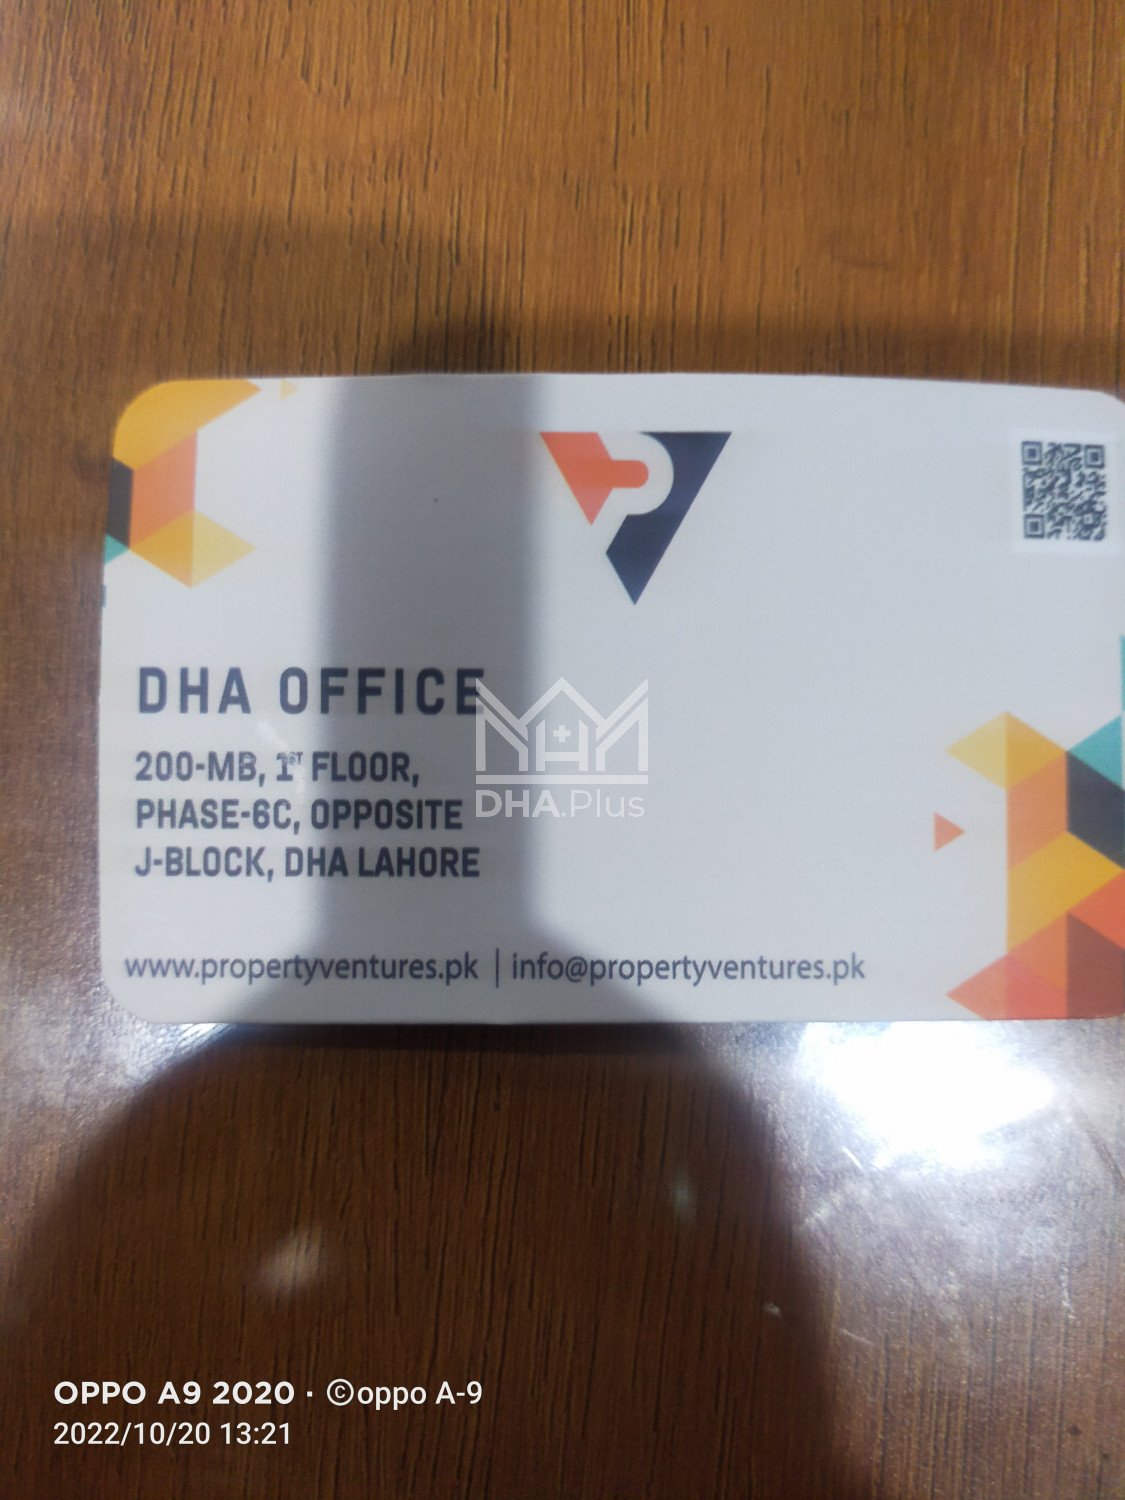 DHA OFFICE
200-MB, 1ST FLOOR,
PHASE-6C, OPPOSITE
J-BLOCK, DHA LAHORE
DHA.Plus
www.propertyventures.pk | info@propertyventures.pk
OPPO A9 2020 · ©oppo A-9
2022/10/20 13:21